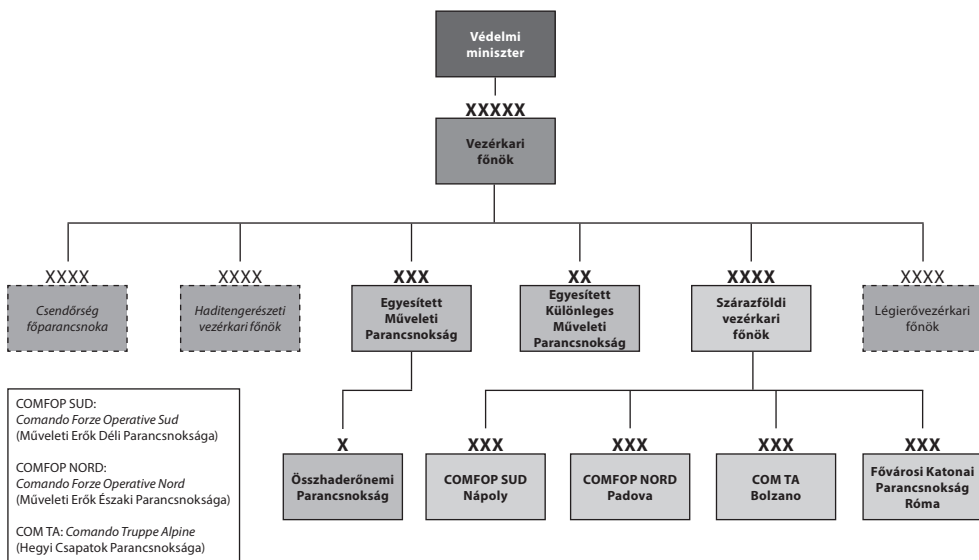 Védelmi
miniszter
XXXXX
Vezérkari
főnök
XXXX
Csendőrség
főparancsnoka
XXXX
Haditengerészeti
vezérkari főnök
XXX
Egyesített
Műveleti
Parancsnokság
XX
Egyesített
Különleges
Műveleti
Parancsnokság
XXXX
Szárazföldi
vezérkari
főnök
XXXX
Légierővezérkari
főnök
COMFOP SUD:
Comando Forze Operative Sud
(Műveleti Erők Déli Parancsnoksága)
COMFOP NORD:
Comando Forze Operative Nord
(Műveleti Erők Északi Parancsnoksága)
COM TA: Comando Truppe Alpine
(Hegyi Csapatok Parancsnoksága)
X
Összhaderőnemi
Parancsnokság
XXX
COMFOP SUD
Nápoly
XXX
COMFOP NORD
Padova
XXX
COM TA
Bolzano
XXX
Fővárosi Katonai
Parancsnokság
Róma